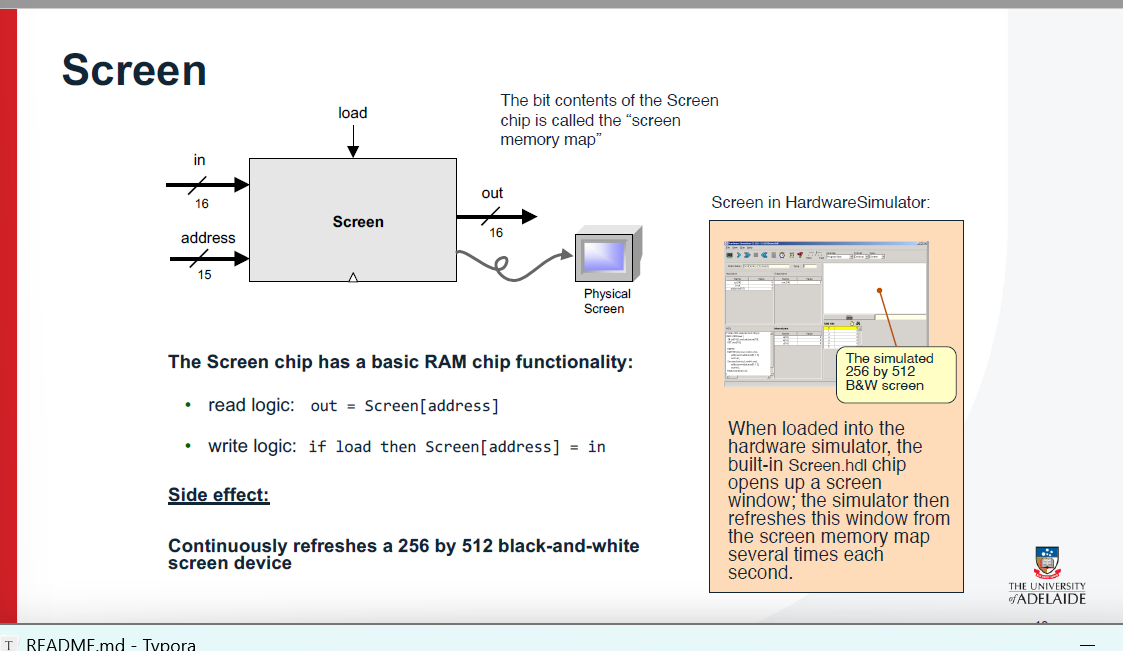 Screen
load
The bit contents of the Screen
chip is called the “screen
memory map”
in
16
address
15
Screen
out
16
Physical
Screen
Screen in HardwareSimulator:
The simulated
256 by 512
B&W screen
The Screen chip has a basic RAM chip functionality:
• read logic: out = Screen[address]
• write logic: if load then Screen[address] = in
Side effect:
Continuously refreshes a 256 by 512 black-and-white
screen device
When loaded into the
hardware simulator, the
built-in Screen.hdl chip
opens up a screen
window; the simulator then
refreshes this window from
the screen memory map
several times each
second.
THE UNIVERSITY
of ADELAIDE
T README.md - Typora